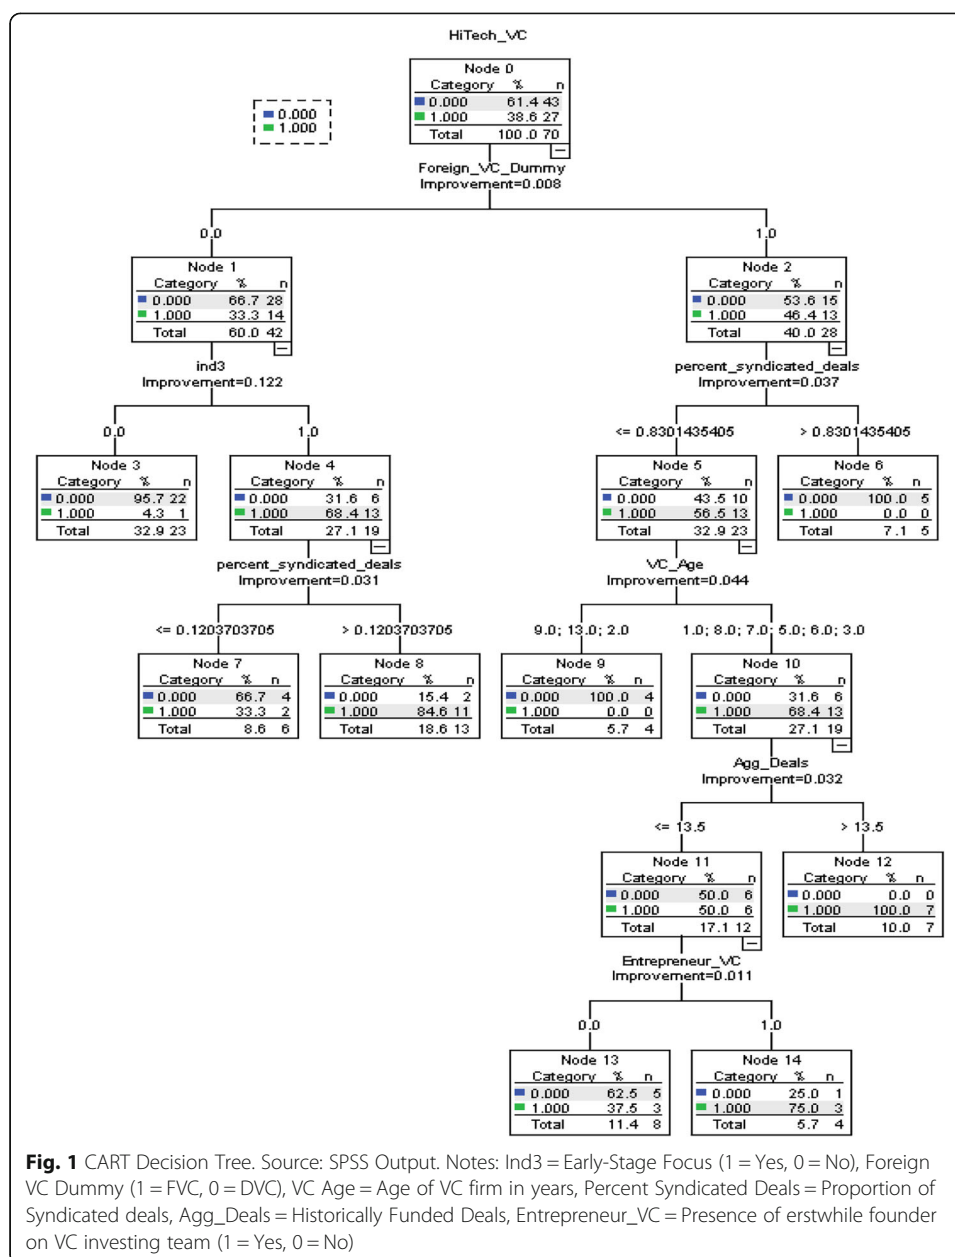 HiTech_VC
Node 0
Category % n
0.000 61.4 43
1.000 38.6 27
Total 100.0 70
0.000
1.000
Foreign_VC_Dummy
Improvement=0.008
0.0
1.0
Node 1
Category % n
0.000 66.7 28
1.000 33.3 14
Total 60.0 42
Node 2
Category % n
0.000 53.6 15
1.000 46.4 13
Total 40.0 28
ind3
Improvement=0.122
percent_syndicated_deals
Improvement=0.037
0.0
1.0
<= 0.8301435405
> 0.8301435405
Node 3
Category % n
0.000 95.7 22
1.000 4.3 1
Total 32.9 23
Node 4
Category % n
0.000 31.6 6
1.000 68.4 13
Total 27.1 19
Node 5
Category % n
0.000 43.5 10
1.000 56.5 13
Total 32.9 23
Node 6
Category % n
0.000 100.0 5
1.000 0.0 0
Total 7.1 5
percent_syndicated_deals
Improvement=0.031
VC_Age
Improvement=0.044
<= 0.1203703705
> 0.1203703705
9.0; 13.0; 2.0
1.0; 8.0; 7.0; 5.0; 6.0; 3.0
Node 7
Category % n
0.000 66.7 4
1.000 33.3 2
Total 8.6 6
Node 8
Category % n
0.000 15.4 2
1.000 84.6 11
Total 18.6 13
Node 9
Category % n
0.000 100.0 4
1.000 0.0 0
Total 5.7 4
Node 10
Category % n
0.000 31.6 6
1.000 68.4 13
Total 27.1 19
Agg_Deals
Improvement=0.032
<= 13.5
> 13.5
Node 11
Category % n
0.000 50.0 6
1.000 50.0 6
Total 17.1 12
Node 12
Category % n
0.000 0.0 0
1.000 100.0 7
Total 10.0 7
Entrepreneur_VC
Improvement=0.011
0.0
1.0
Node 13
Category % n
0.000 62.5 5
1.000 37.5 3
Total 11.4 8
Node 14
Category % n
0.000 25.0 1
1.000 75.0 3
Total 5.7 4
Fig. 1 CART Decision Tree. Source: SPSS Output. Notes: Ind3 = Early-Stage Focus (1 = Yes, 0 = No), Foreign
VC Dummy (1 = FVC, 0 = DVC), VC Age = Age of VC firm in years, Percent Syndicated Deals = Proportion of
Syndicated deals, Agg_Deals = Historically Funded Deals, Entrepreneur_VC = Presence of erstwhile founder
on VC investing team (1 = Yes, 0 = No)